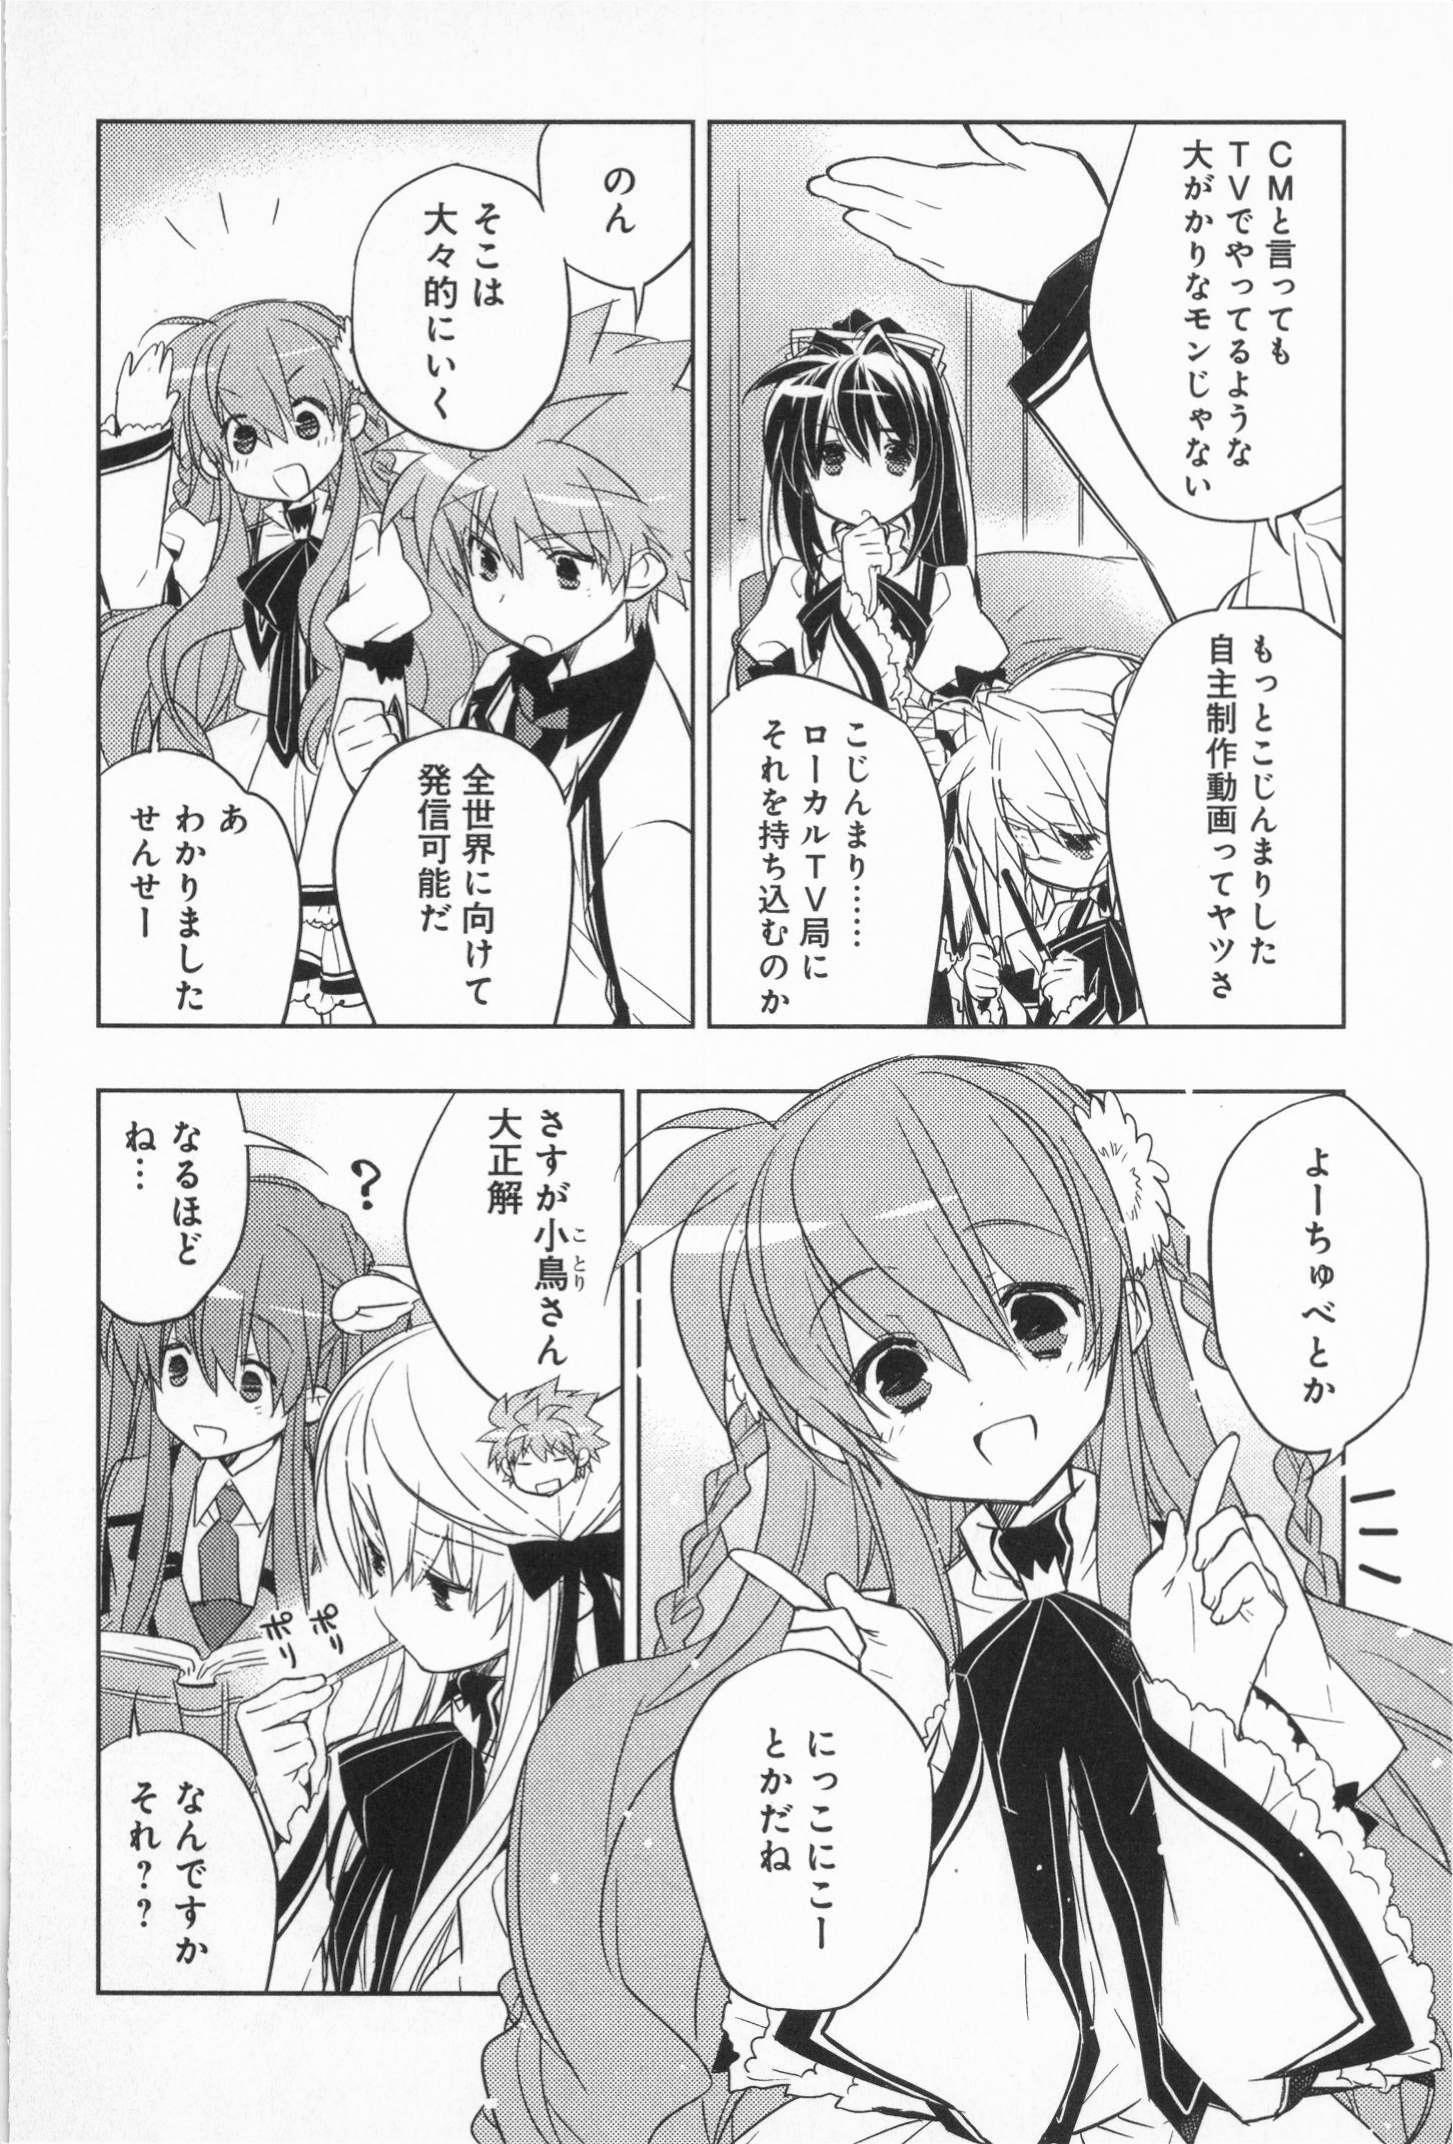 CMと言っても
TVでやってるような
大がかりなモンじゃない
もっとこじんまりした
自主制作動画ってヤツさ
こじんまり……
ローカルTV局に
それを持ち込むのか
のん
そこは
大々的にいく
全世界に向けて
発信可能だ
あ
わかりました
せんせー
よーちゅべとか
にっこにこー
とかだね
さすが小鳥さん
ことり
大正解
?
なるほど
ね…
ポリ
ポリ
なんですか
それ??